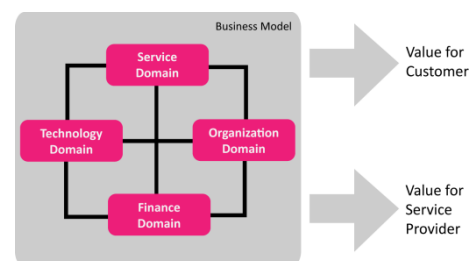 Business Model
Service
Domain
Value for
Customer
Technology
Domain
Organization
Domain
Value for
Service
Provider
Finance
Domain